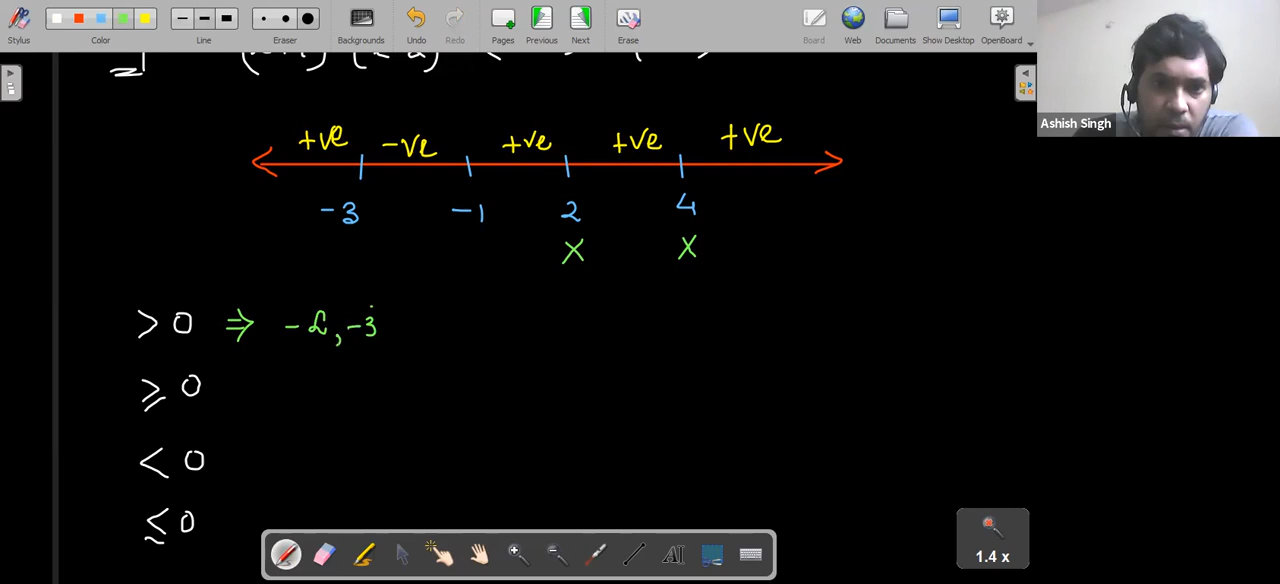 Stylus Color Line Eraser Backgrounds Undo Redo Pages Previous Next Erase Board Web Documents Show Desktop OpenBoard
Ashish Singh
+ve -ve +ve +ve +ve
-3 -1 2 4
X X
> 0 ⇒ -£, -3
≥ 0
< 0
≤ 0
AI
1.4 x